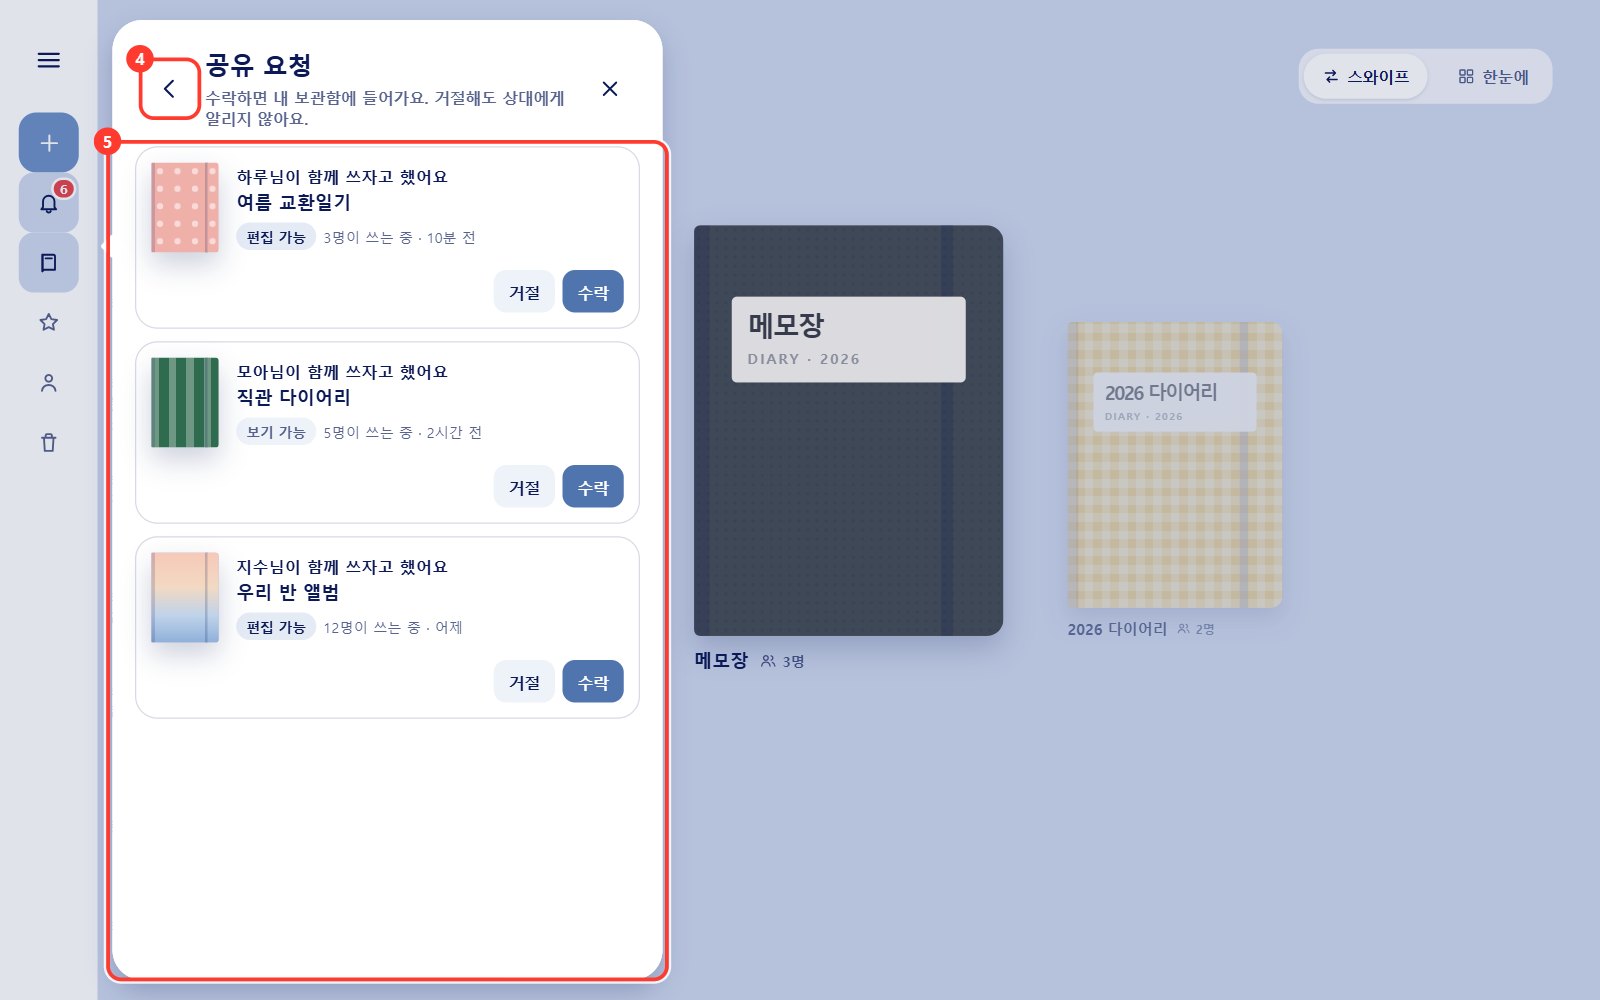 4
공유 요청
수락하면 내 보관함에 들어가요. 거절해도 상대에게
알리지 않아요.
스와이프
한눈에
5
6
하루님이 함께 쓰자고 했어요
여름 교환일기
편집 가능 3명이 쓰는 중 · 10분 전
거절 수락
모아님이 함께 쓰자고 했어요
직관 다이어리
보기 가능 5명이 쓰는 중 · 2시간 전
거절 수락
지수님이 함께 쓰자고 했어요
우리 반 앨범
편집 가능 12명이 쓰는 중 · 어제
거절 수락
메모장
DIARY · 2026
메모장 3명
2026 다이어리
DIARY · 2026
2026 다이어리 2명